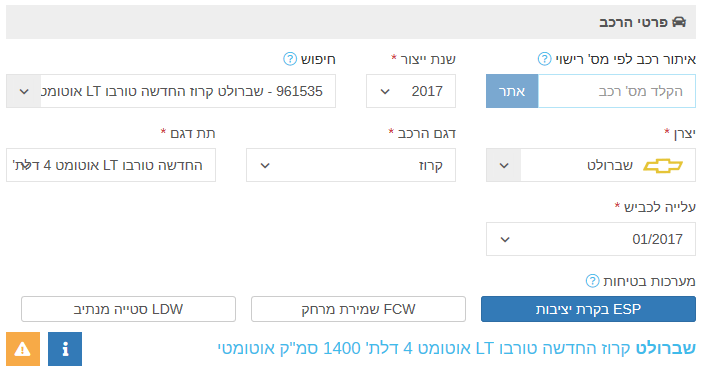 פרטי הרכב
איתור רכב לפי מס' רישוי
שנת ייצור *
חיפוש
הקלד מס' רכב
אתר
2017
961535 - שברולט קרוז החדשה טורבו LT אוטומט
יצרן *
דגם הרכב *
תת דגם *
שברולט
קרוז
החדשה טורבו LT אוטומט 4 דלת'
עלייה לכביש *
01/2017
מערכות בטיחות
ESP בקרת יציבות
FCW שמירת מרחק
LDW סטייה מנתיב
שברולט קרוז החדשה טורבו LT אוטומט 4 דלת' 1400 סמ"ק אוטומטי